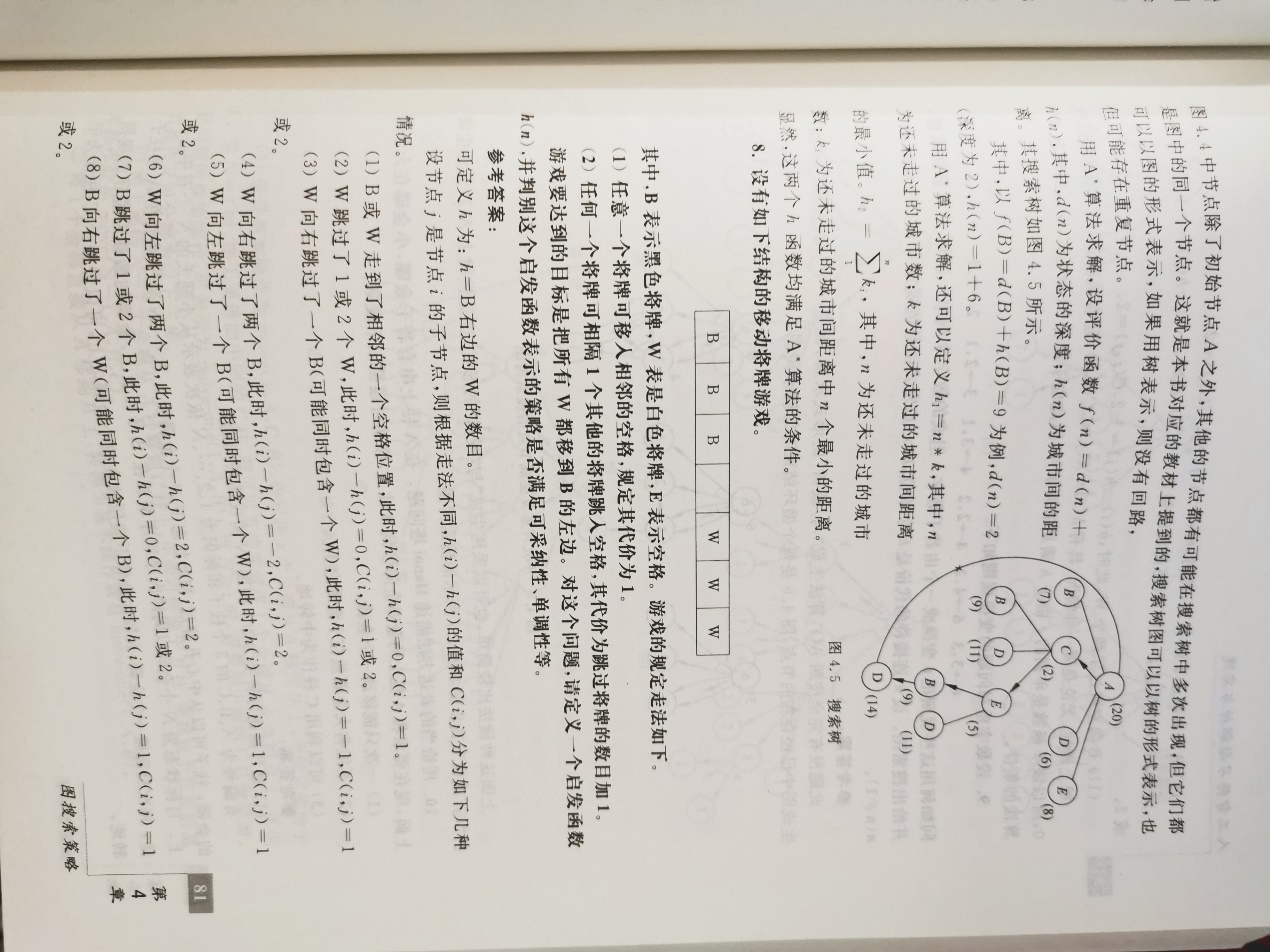 图4.4中节点除了初始节点A之外，其他的节点都有可能在搜索树中多次出现，但它们都
是图中的同一个节点。这就是本书对应的教材上提到的，搜索树图可以以树的形式表示，也
可以以图的形式表示，如果用树表示，则没有回路，
但可能存在重复节点。
用A*算法求解，设评价函数f(n)=d(n)+
h(n)，其中，d(n)为状态的深度；h(n)为城市间的距
离。其搜索树如图4.5所示。
其中，以f(B)=d(B)+h(B)=9为例，d(n)=2
(深度为2)，h(n)=1+6。
用A*算法求解，还可以定义h₁=n*k，其中，n
为还未走过的城市数；k为还未走过的城市间距离
的最小值。h₂=∑ⁿ₁kᵢ，其中，n为还未走过的城市
数；kᵢ为还未走过的城市间距离中n个最小的距离。
显然，这两个h函数均满足A*算法的条件。
A (20)
B (7)
C (2)
D (6)
E (8)
B (9)
D (11)
E (5)
B (9)
D (11)
D (14)
*
图4.5 搜索树
8. 设有如下结构的移动将牌游戏。
B B B W W W
其中，B表示黑色将牌，W表是白色将牌，E表示空格。游戏的规定走法如下。
(1) 任意一个将牌可移入相邻的空格，规定其代价为1。
(2) 任何一个将牌可相隔1个其他的将牌跳入空格，其代价为跳过将牌的数目加1。
游戏要达到的目标是把所有W都移到B的左边。对这个问题，请定义一个启发函数
h(n)，并判别这个启发函数表示的策略是否满足可采纳性、单调性等。
参考答案：
可定义h为：h=B右边的W的数目。
设节点j是节点i的子节点，则根据走法不同，h(i)-h(j)的值和C(i,j)分为如下几种
情况。
(1) B或W走到了相邻的一个空格位置，此时，h(i)-h(j)=0,C(i,j)=1。
(2) W跳过了1或2个W，此时，h(i)-h(j)=0,C(i,j)=1或2。
(3) W向右跳过了一个B(可能同时包含一个W)，此时，h(i)-h(j)=-1,C(i,j)=1
或2。
(4) W向右跳过了两个B，此时，h(i)-h(j)=-2,C(i,j)=2。
(5) W向左跳过了一个B(可能同时包含一个W)，此时，h(i)-h(j)=1,C(i,j)=1
或2。
(6) W向左跳过了两个B，此时，h(i)-h(j)=2,C(i,j)=2。
(7) B跳过了1或2个B，此时，h(i)-h(j)=0,C(i,j)=1或2。
(8) B向右跳过了一个W(可能同时包含一个B)，此时，h(i)-h(j)=1,C(i,j)=1
或2。
81
第4章
图搜索策略